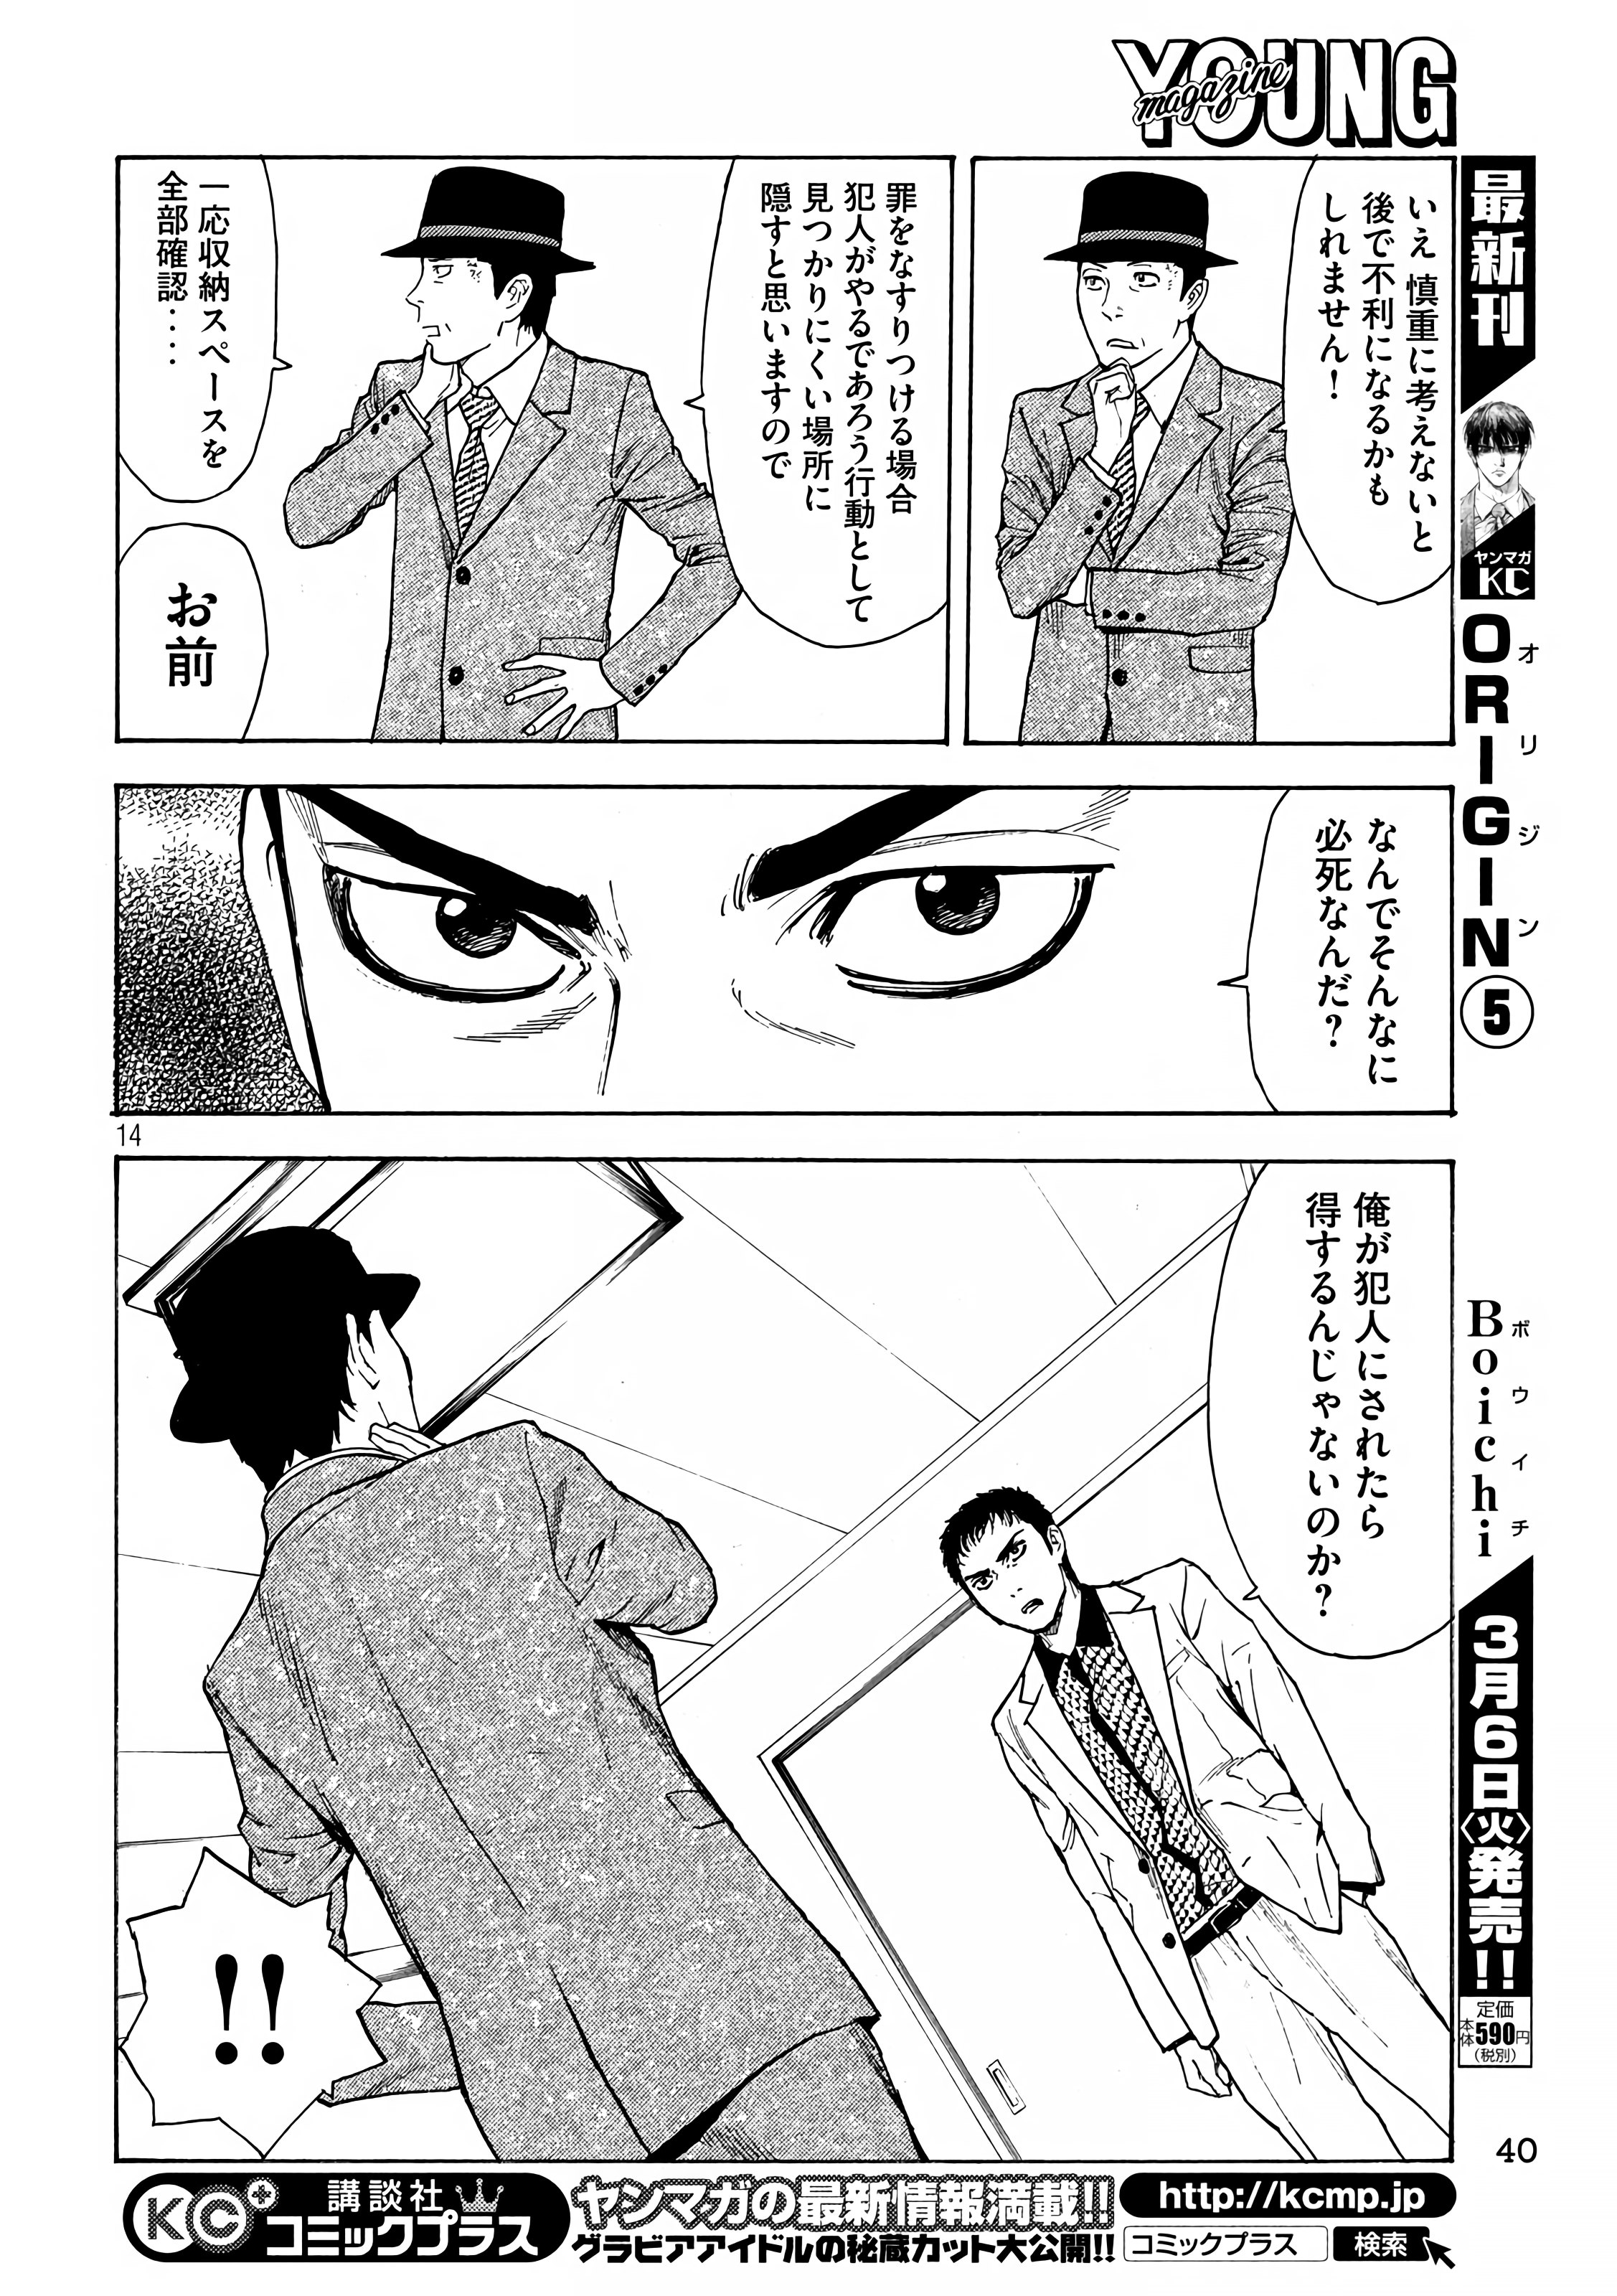 YOUNG
magazine
いえ 慎重に考えないと
後で不利になるかも
しれません！
罪をなすりつける場合
犯人がやるであろう行動として
見つかりにくい場所に
隠すと思いますので
一応収納スペースを
全部確認‥‥
お前
なんでそんなに
必死なんだ？
14
俺が犯人にされたら
得するんじゃないのか？
!!
最新刊
ヤンマガ
KC
ORIGIN⑤
オリジン
Boichi
ボウイチ
3月6日〈火〉発売!!
定価
本体590円
（税別）
40
KC+
講談社
コミックプラス
ヤンマガの最新情報満載!!
グラビアアイドルの秘蔵カット大公開!!
http://kcmp.jp
コミックプラス
検索